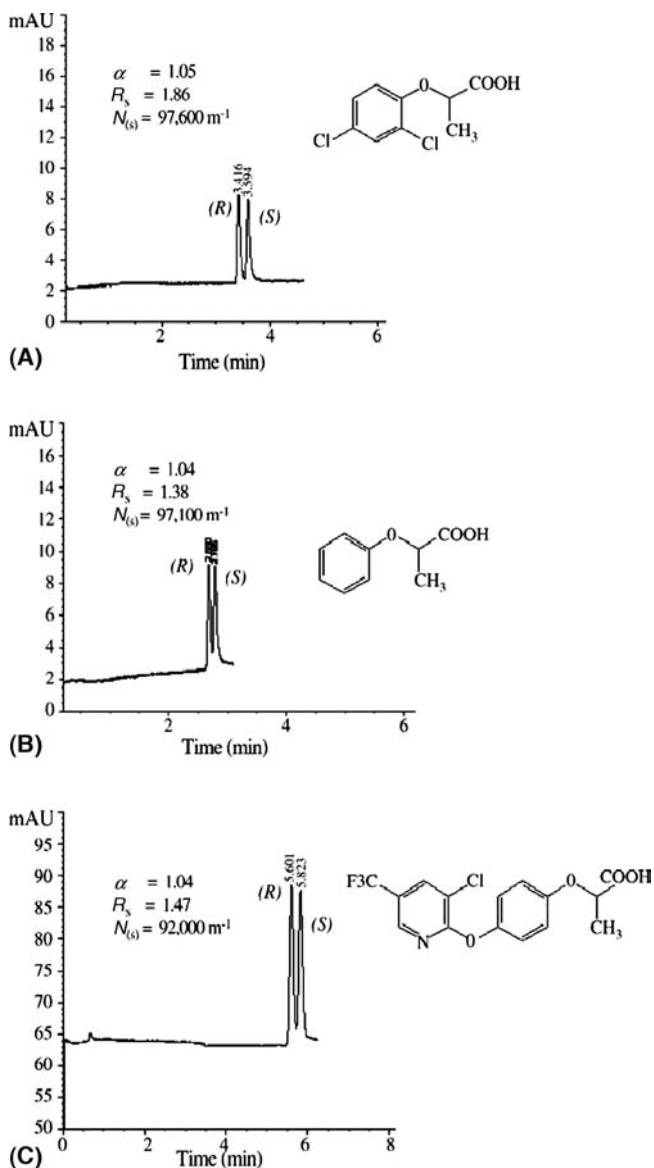 mAU
18
16
14
12
10
8
6
4
2
0
α = 1.05
Rs = 1.86
N(s) = 97,600 m-1
3.416
3.594
(R)
(S)
O
COOH
CH3
Cl
Cl
2
4
6
Time (min)
(A)
mAU
16
14
12
10
8
6
4
2
0
α = 1.04
Rs = 1.38
N(s) = 97,100 m-1
(R)
(S)
O
COOH
CH3
2
4
6
Time (min)
(B)
mAU
95
90
85
80
75
70
65
60
55
50
α = 1.04
Rs = 1.47
N(s) = 92,000 m-1
5.601
5.823
(R)
(S)
F3C
Cl
N
O
O
COOH
CH3
0
2
4
6
8
Time (min)
(C)